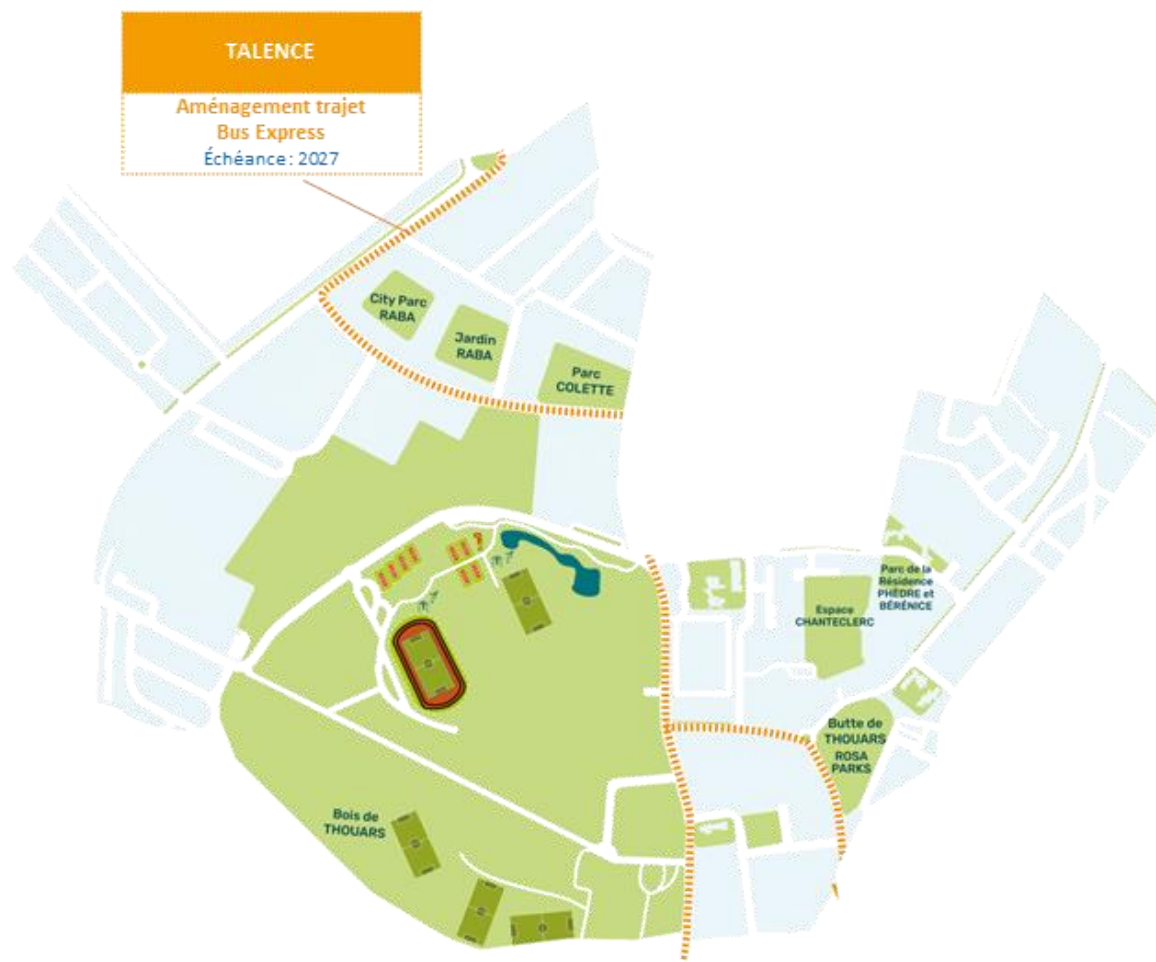 TALENCE
Aménagement trajet
Bus Express
Échéance : 2027
City Parc
RABA
Jardin
RABA
Parc
COLETTE
Parc de la
Résidence
PHÈDRE et
BÉRÉNICE
Espace
CHANTECLERC
Butte de
THOUARS
ROSA
PARKS
Bois de
THOUARS